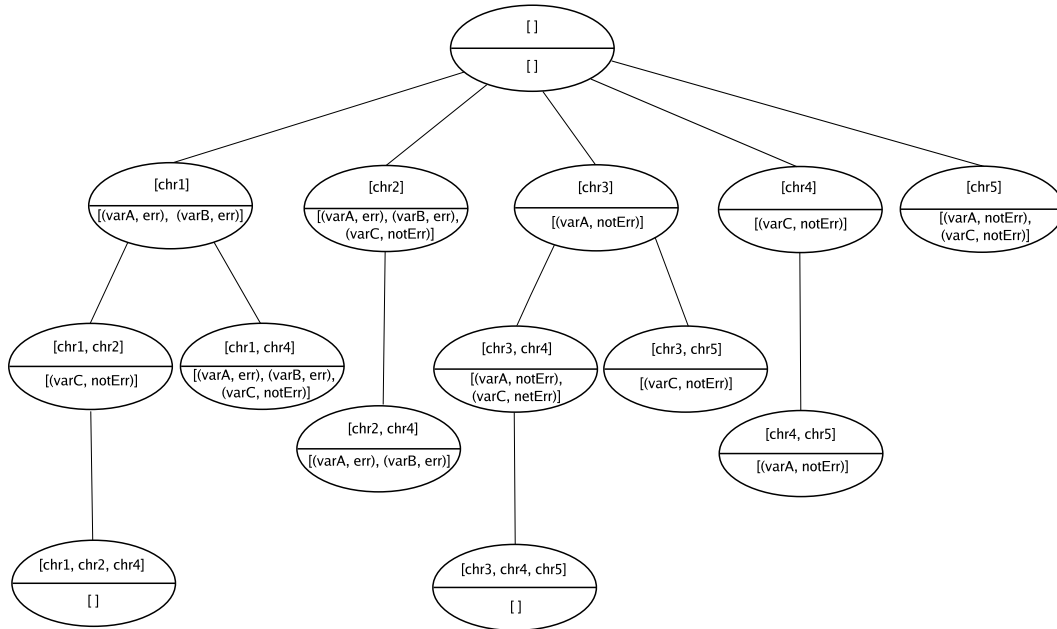 [ ]
[ ]
[chr1]
[(varA, err),  (varB, err)]
[chr2]
[(varA, err), (varB, err),
(varC, notErr)]
[chr3]
[(varA, notErr)]
[chr4]
[(varC, notErr)]
[chr5]
[(varA, notErr),
(varC, notErr)]
[chr1, chr2]
[(varC, notErr)]
[chr1, chr4]
[(varA, err), (varB, err),
(varC, notErr)]
[chr3, chr4]
[(varA, notErr),
(varC, netErr)]
[chr3, chr5]
[(varC, notErr)]
[chr2, chr4]
[(varA, err), (varB, err)]
[chr4, chr5]
[(varA, notErr)]
[chr1, chr2, chr4]
[ ]
[chr3, chr4, chr5]
[ ]